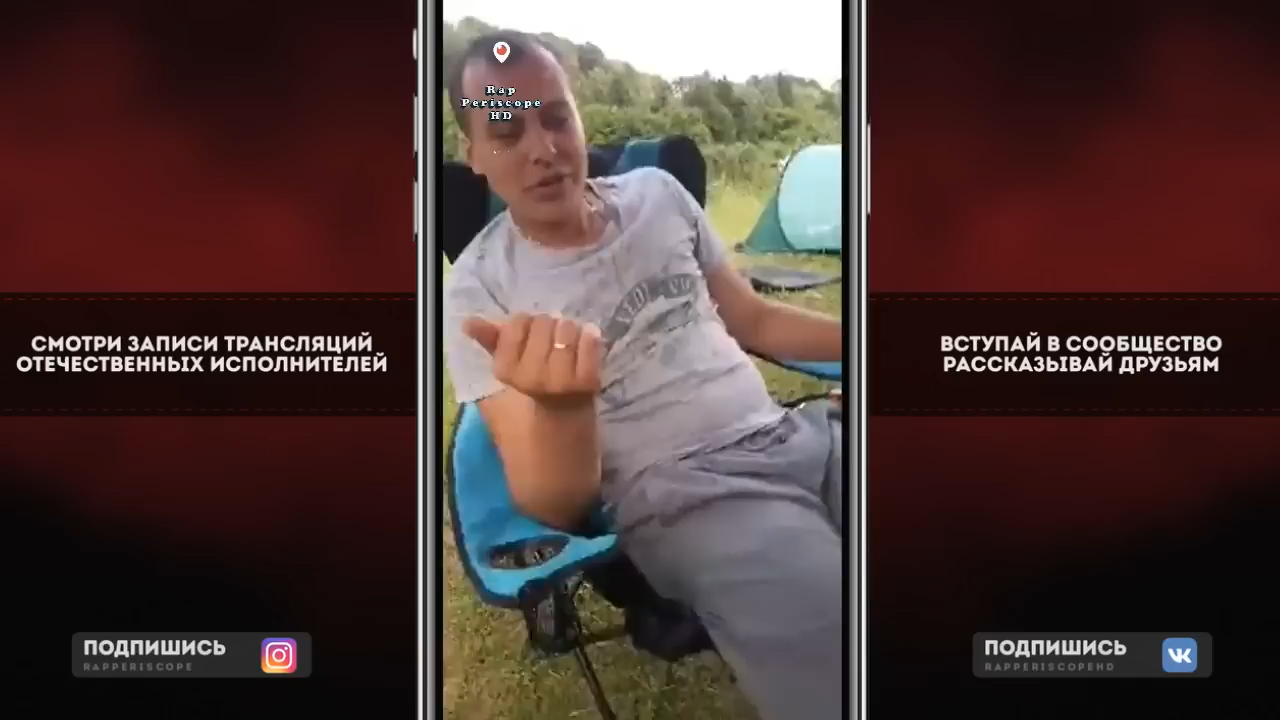 Rap
Periscope
HD
СМОТРИ ЗАПИСИ ТРАНСЛЯЦИЙ
ОТЕЧЕСТВЕННЫХ ИСПОЛНИТЕЛЕЙ
ВСТУПАЙ В СООБЩЕСТВО
РАССКАЗЫВАЙ ДРУЗЬЯМ
ПОДПИШИСЬ
RAPPERISCOPE
ПОДПИШИСЬ
RAPPERISCOPEHD